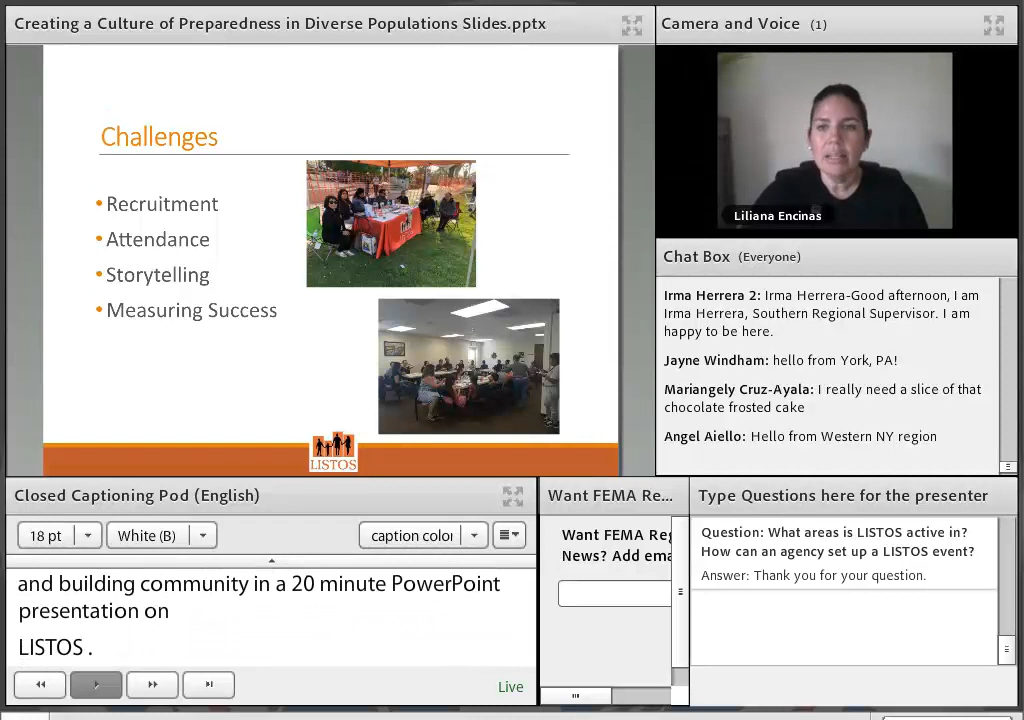 Creating a Culture of Preparedness in Diverse Populations Slides.pptx
Challenges
• Recruitment
• Attendance
• Storytelling
• Measuring Success
LISTOS
Camera and Voice (1)
Liliana Encinas
Chat Box (Everyone)
Irma Herrera 2: Irma Herrera-Good afternoon, I am
Irma Herrera, Southern Regional Supervisor. I am
happy to be here.
Jayne Windham: hello from York, PA!
Mariangely Cruz-Ayala: I really need a slice of that
chocolate frosted cake
Angel Aiello: Hello from Western NY region
Closed Captioning Pod (English)
18 pt
White (B)
caption color
and building community in a 20 minute PowerPoint
presentation on
LISTOS .
Live
Want FEMA Re...
Want FEMA Reg
News? Add ema
Type Questions here for the presenter
Question: What areas is LISTOS active in?
How can an agency set up a LISTOS event?
Answer: Thank you for your question.